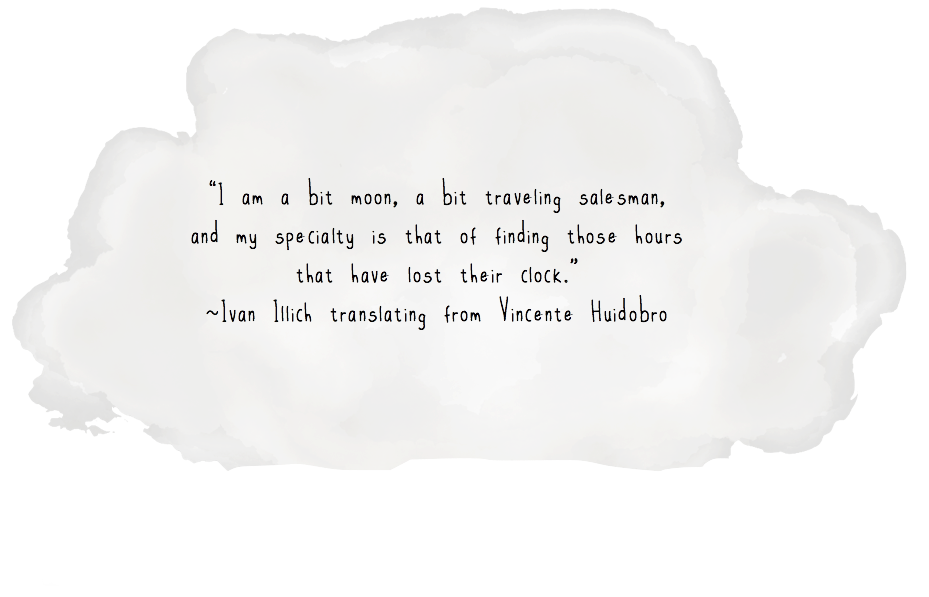 “I am a bit moon, a bit traveling salesman,
and my specialty is that of finding those hours
that have lost their clock.”
~Ivan Illich translating from Vincente Huidobro